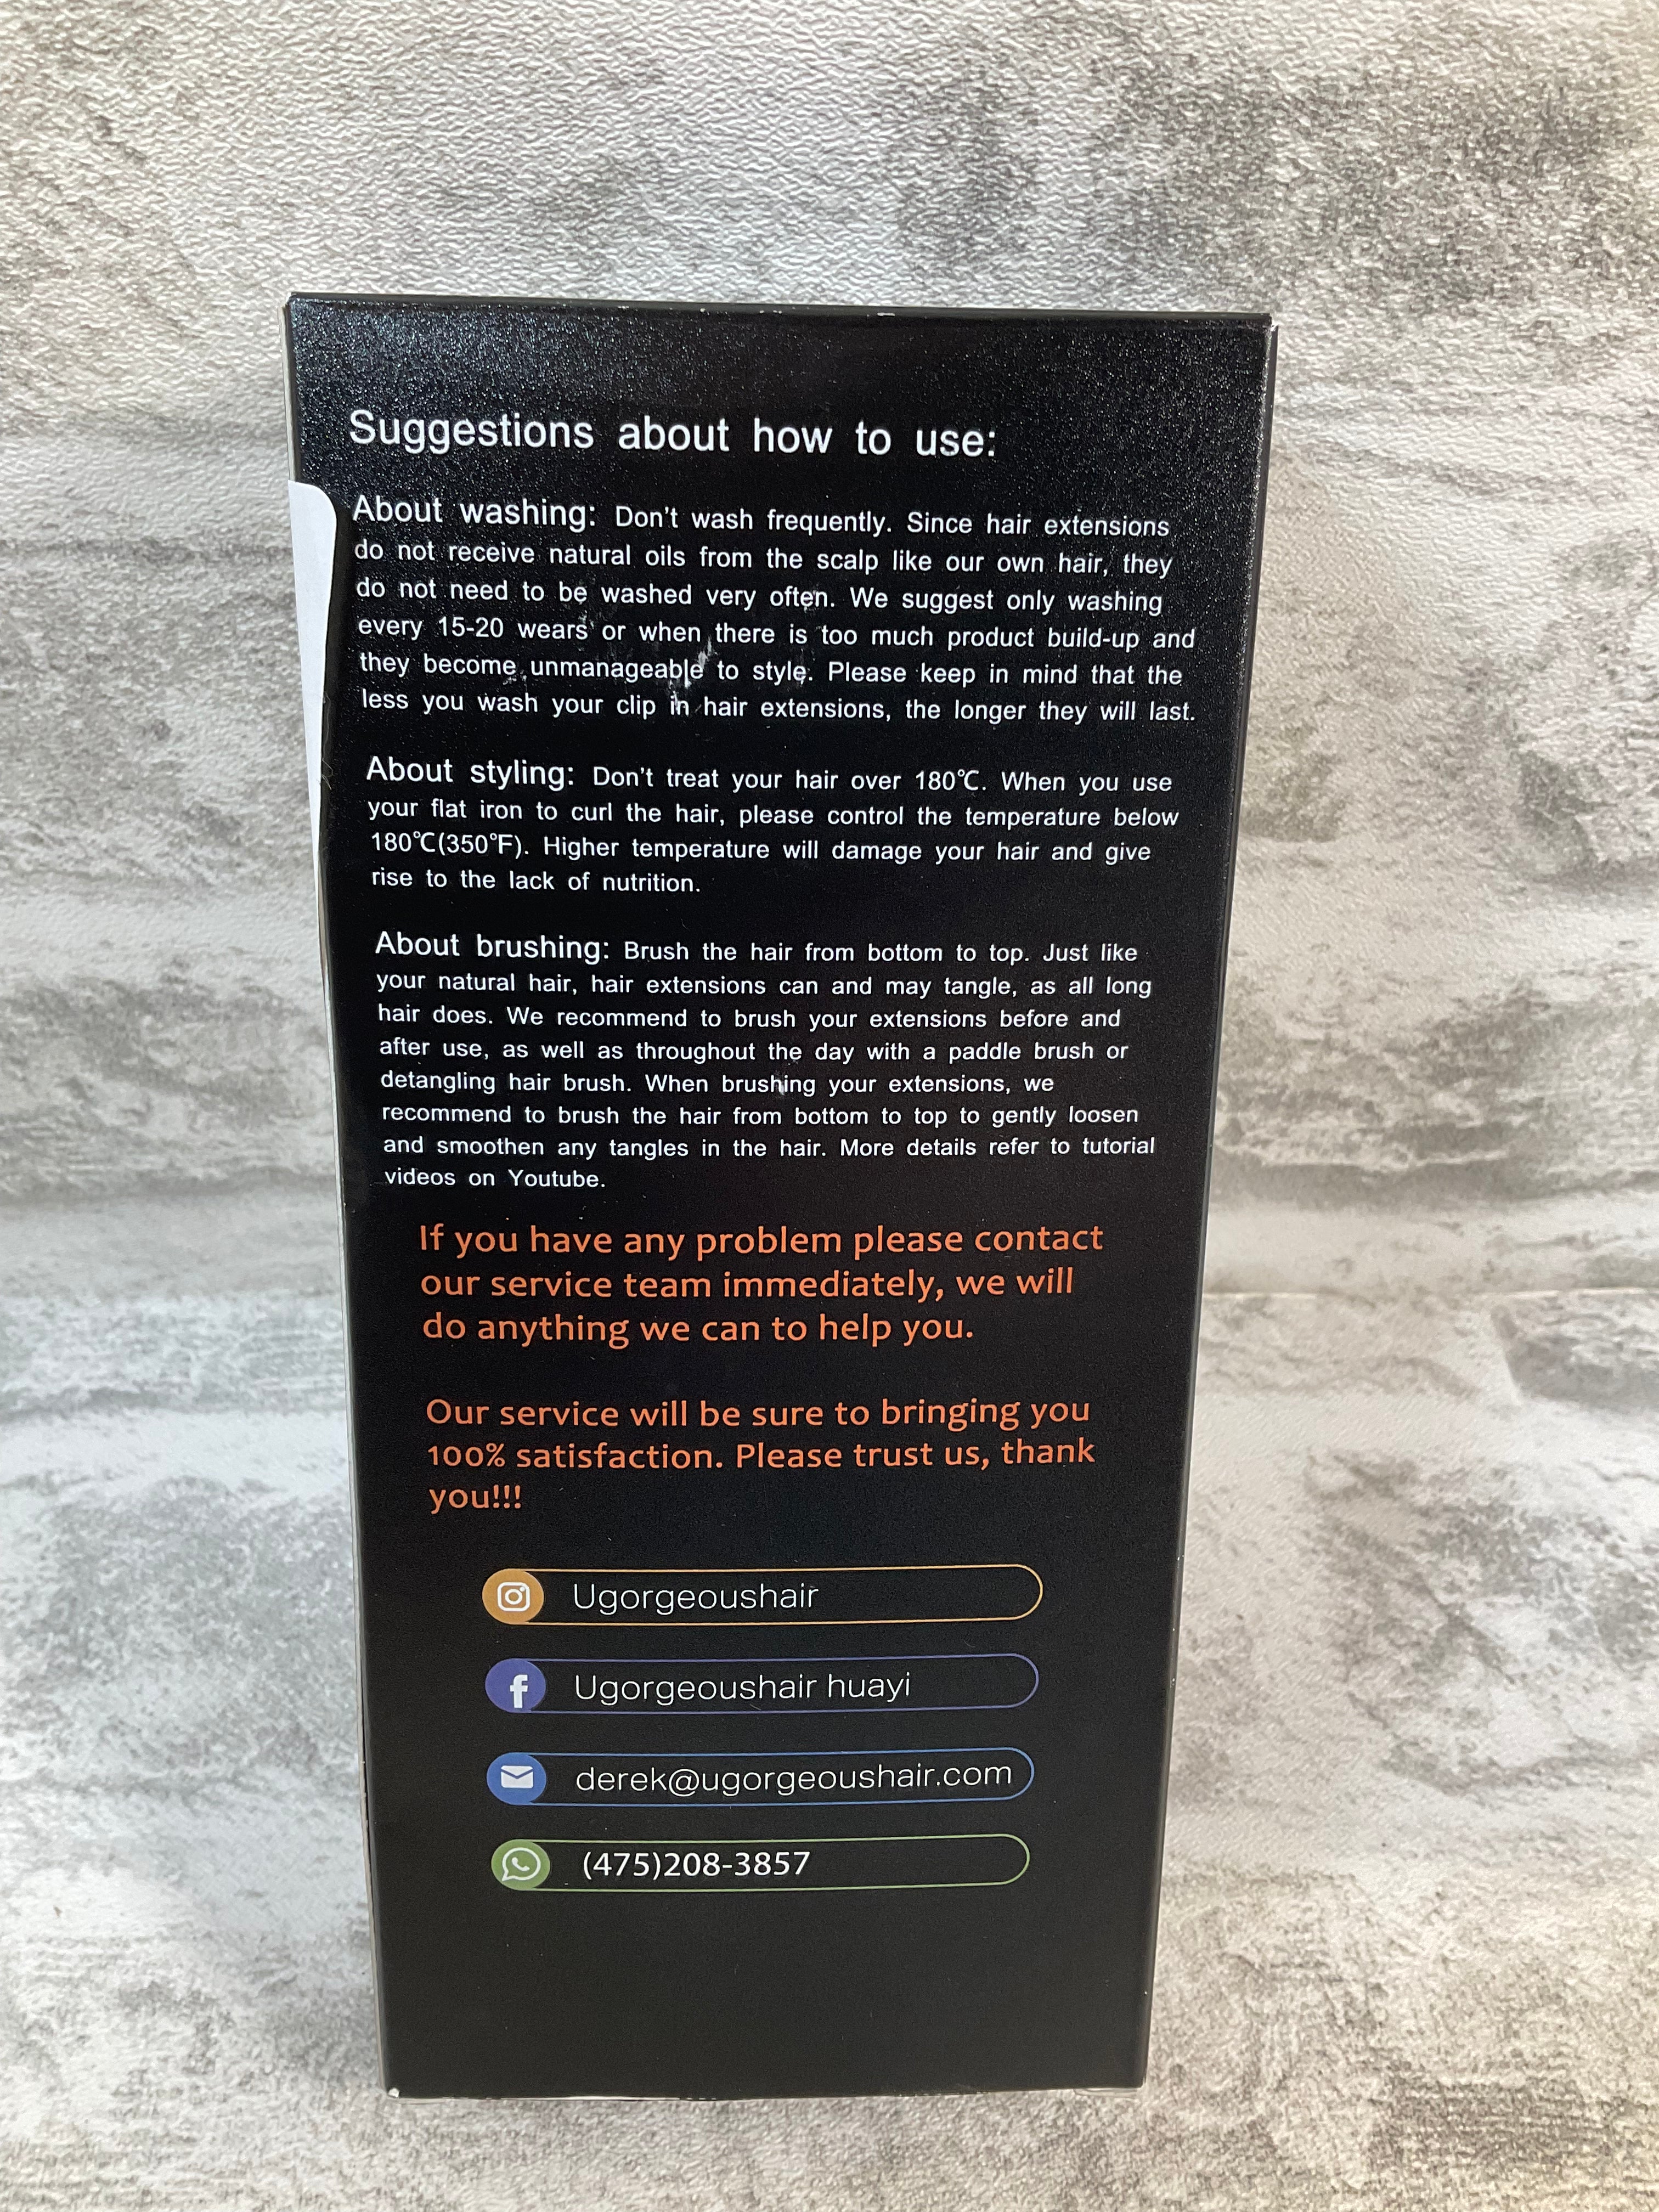 Suggestions about how to use:
About washing: Don't wash frequently. Since hair extensions
do not receive natural oils from the scalp like our own hair, they
do not need to be washed very often. We suggest only washing
every 15-20 wears or when there is too much product build-up and
they become unmanageable to style. Please keep in mind that the
less you wash your clip in hair extensions, the longer they will last.
About styling: Don't treat your hair over 180℃. When you use
your flat iron to curl the hair, please control the temperature below
180℃(350℉). Higher temperature will damage your hair and give
rise to the lack of nutrition.
About brushing: Brush the hair from bottom to top. Just like
your natural hair, hair extensions can and may tangle, as all long
hair does. We recommend to brush your extensions before and
after use, as well as throughout the day with a paddle brush or
detangling hair brush. When brushing your extensions, we
recommend to brush the hair from bottom to top to gently loosen
and smoothen any tangles in the hair. More details refer to tutorial
videos on Youtube.
If you have any problem please contact
our service team immediately, we will
do anything we can to help you.
Our service will be sure to bringing you
100% satisfaction. Please trust us, thank
you!!!
Ugorgeoushair
Ugorgeoushair huayi
derek@ugorgeoushair.com
(475)208-3857